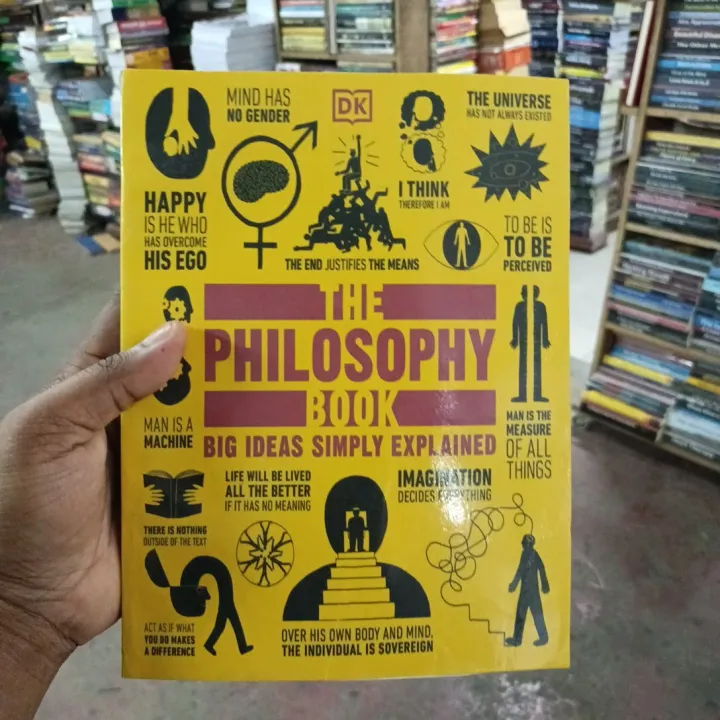 DK
MIND HAS
NO GENDER
THE UNIVERSE
HAS NOT ALWAYS EXISTED
I THINK
THEREFORE I AM
HAPPY
IS HE WHO
HAS OVERCOME
HIS EGO
THE END JUSTIFIES THE MEANS
TO BE IS
TO BE
PERCEIVED
THE
PHILOSOPHY
BOOK
BIG IDEAS SIMPLY EXPLAINED
MAN IS A
MACHINE
MAN IS THE
MEASURE
OF ALL
THINGS
LIFE WILL BE LIVED
ALL THE BETTER
IF IT HAS NO MEANING
IMAGINATION
DECIDES EVERYTHING
THERE IS NOTHING
OUTSIDE OF THE TEXT
ACT AS IF WHAT
YOU DO MAKES
A DIFFERENCE
OVER HIS OWN BODY AND MIND,
THE INDIVIDUAL IS SOVEREIGN